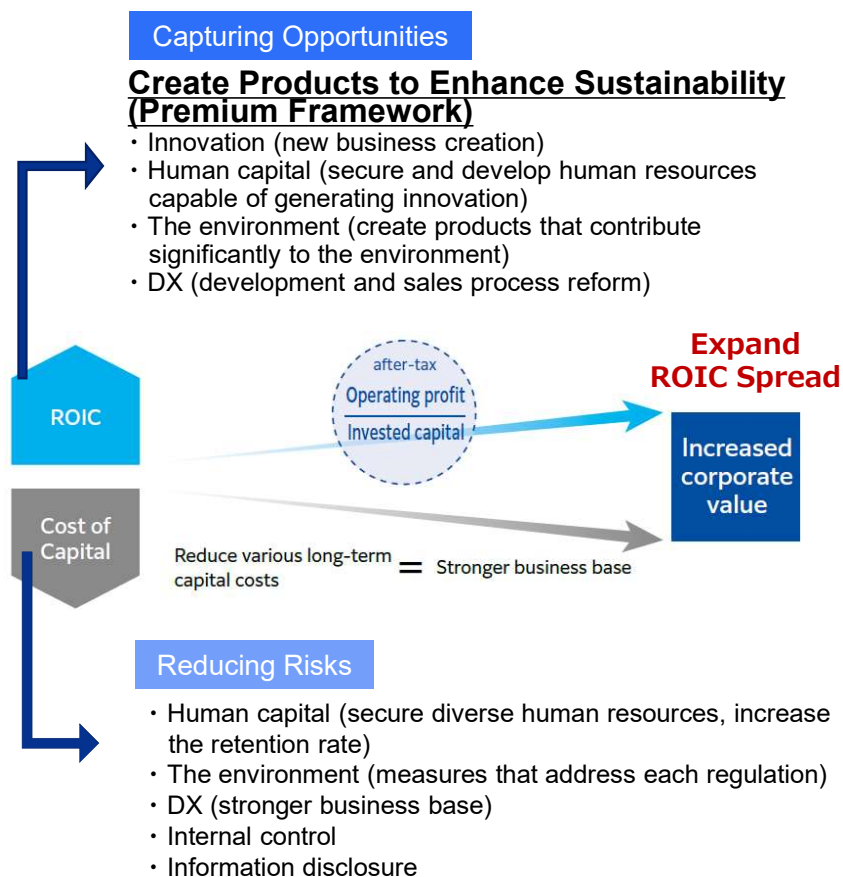 Capturing Opportunities
Create Products to Enhance Sustainability
(Premium Framework)
・Innovation (new business creation)
・Human capital (secure and develop human resources
capable of generating innovation)
・The environment (create products that contribute
significantly to the environment)
・DX (development and sales process reform)
Expand
ROIC Spread
after-tax
Operating profit
Invested capital
ROIC
Increased
corporate
value
Cost of
Capital
Reduce various long-term
capital costs
=
Stronger business base
Reducing Risks
・Human capital (secure diverse human resources, increase
the retention rate)
・The environment (measures that address each regulation)
・DX (stronger business base)
・Internal control
・Information disclosure